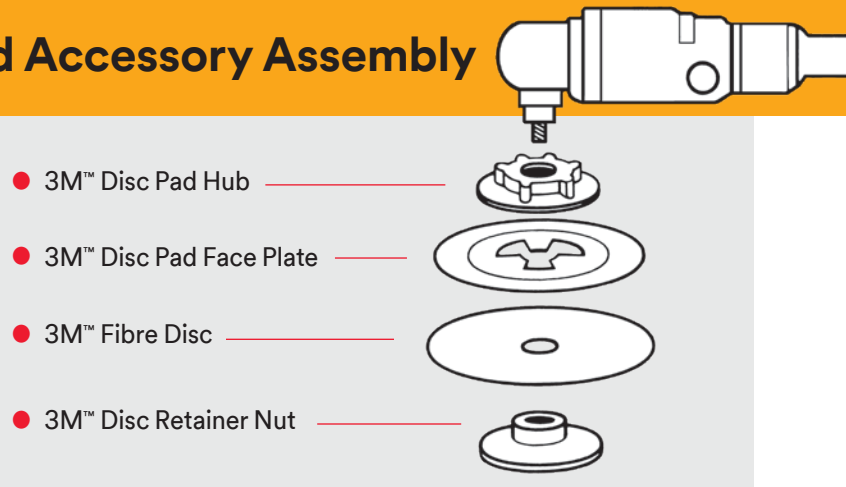 Accessory Assembly
3M™ Disc Pad Hub
3M™ Disc Pad Face Plate
3M™ Fibre Disc
3M™ Disc Retainer Nut